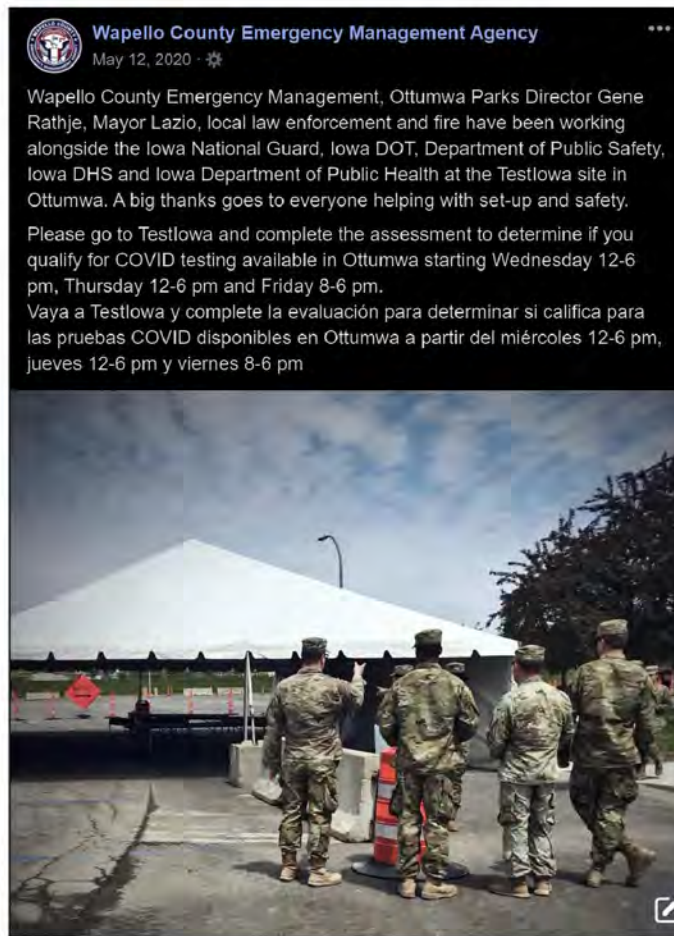 Wapello County Emergency Management Agency
May 12, 2020 ·
Wapello County Emergency Management, Ottumwa Parks Director Gene
Rathje, Mayor Lazio, local law enforcement and fire have been working
alongside the Iowa National Guard, Iowa DOT, Department of Public Safety,
Iowa DHS and Iowa Department of Public Health at the TestIowa site in
Ottumwa. A big thanks goes to everyone helping with set-up and safety.
Please go to TestIowa and complete the assessment to determine if you
qualify for COVID testing available in Ottumwa starting Wednesday 12-6
pm, Thursday 12-6 pm and Friday 8-6 pm.
Vaya a TestIowa y complete la evaluación para determinar si califica para
las pruebas COVID disponibles en Ottumwa a partir del miércoles 12-6 pm,
jueves 12-6 pm y viernes 8-6 pm